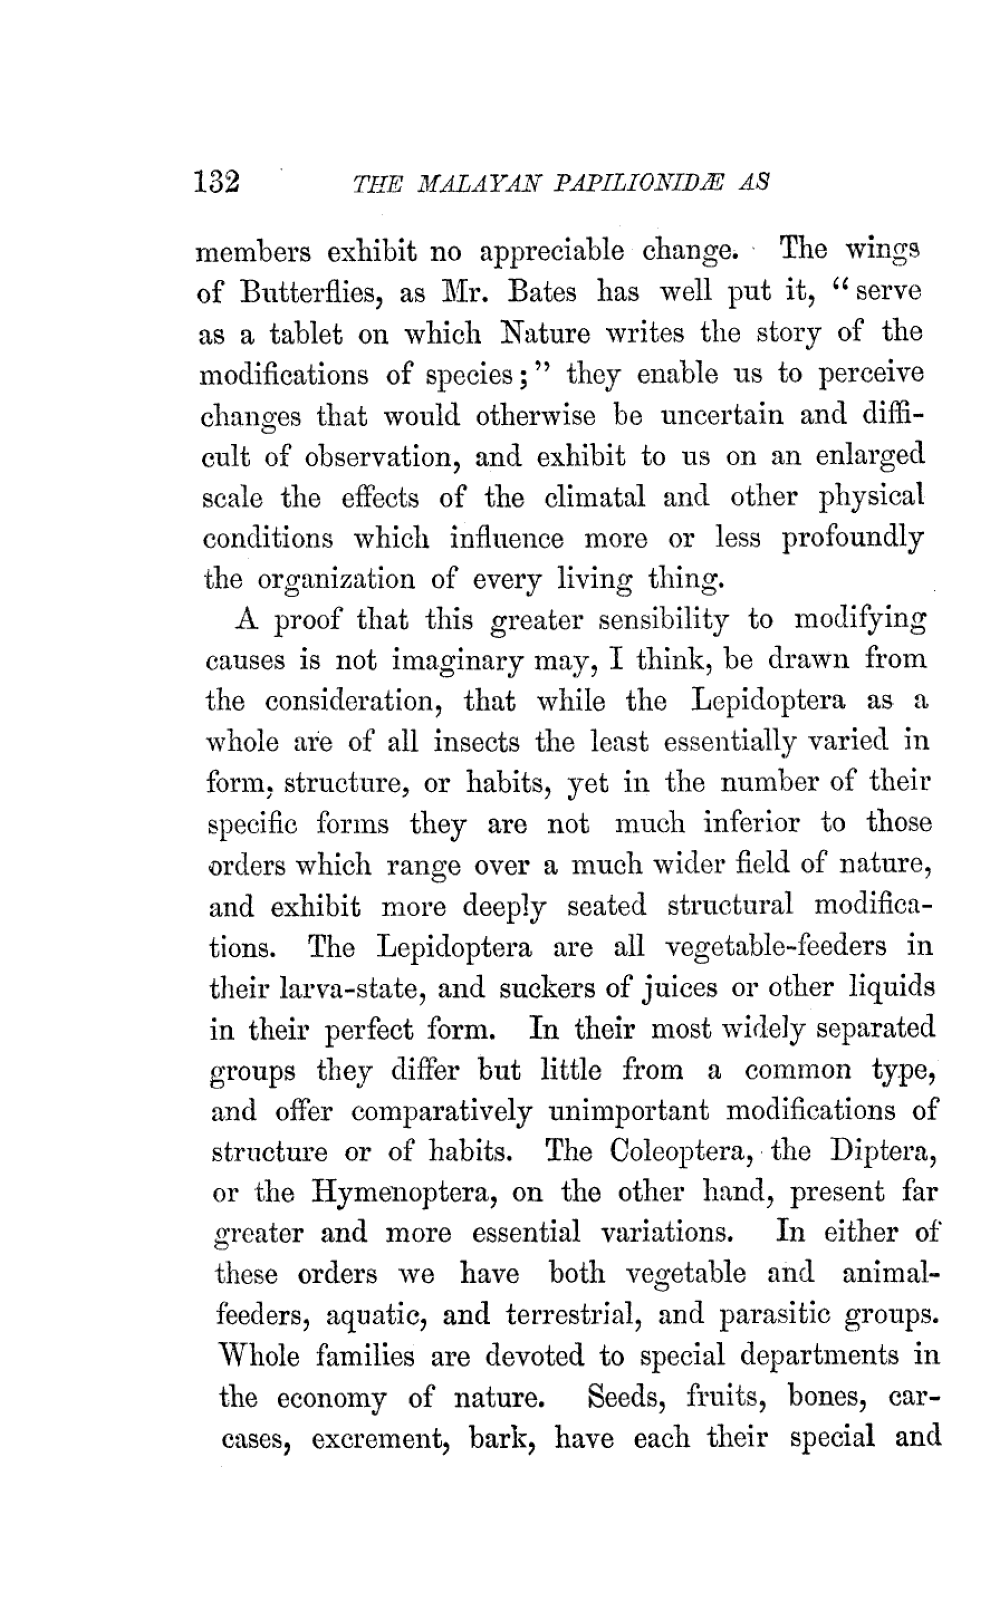 132 THE MALAYAN PAPILIONIDÆ AS
members exhibit no appreciable change. The wings
of Butterflies, as Mr. Bates has well put it, “serve
as a tablet on which Nature writes the story of the
modifications of species;” they enable us to perceive
changes that would otherwise be uncertain and diffi-
cult of observation, and exhibit to us on an enlarged
scale the effects of the climatal and other physical
conditions which influence more or less profoundly
the organization of every living thing.
A proof that this greater sensibility to modifying
causes is not imaginary may, I think, be drawn from
the consideration, that while the Lepidoptera as a
whole are of all insects the least essentially varied in
form, structure, or habits, yet in the number of their
specific forms they are not much inferior to those
orders which range over a much wider field of nature,
and exhibit more deeply seated structural modifica-
tions. The Lepidoptera are all vegetable-feeders in
their larva-state, and suckers of juices or other liquids
in their perfect form. In their most widely separated
groups they differ but little from a common type,
and offer comparatively unimportant modifications of
structure or of habits. The Coleoptera, the Diptera,
or the Hymenoptera, on the other hand, present far
greater and more essential variations. In either of
these orders we have both vegetable and animal-
feeders, aquatic, and terrestrial, and parasitic groups.
Whole families are devoted to special departments in
the economy of nature. Seeds, fruits, bones, car-
cases, excrement, bark, have each their special and